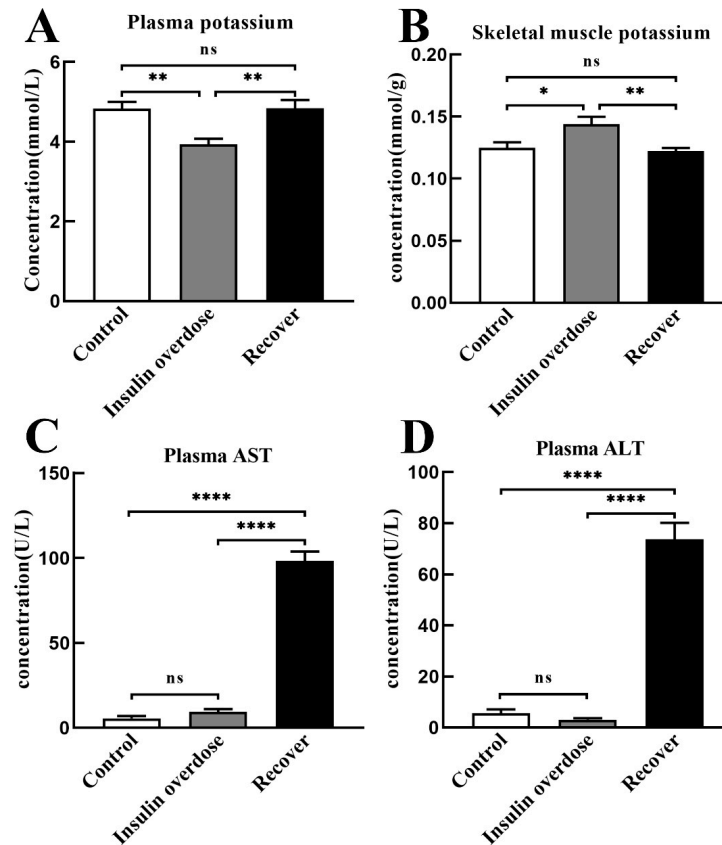 A
Plasma potassium
ns
**
**
Concentration(mmol/L)
6
4
2
0
Control
Insulin overdose
Recover
B
Skeletal muscle potassium
ns
*
**
concentration(mmol/g)
0.20
0.15
0.10
0.05
0.00
Control
Insulin overdose
Recover
C
Plasma AST
****
****
ns
concentration(U/L)
150
100
50
0
Control
Insulin overdose
Recover
D
Plasma ALT
****
****
ns
concentration(U/L)
100
80
60
40
20
0
Control
Insulin overdose
Recover